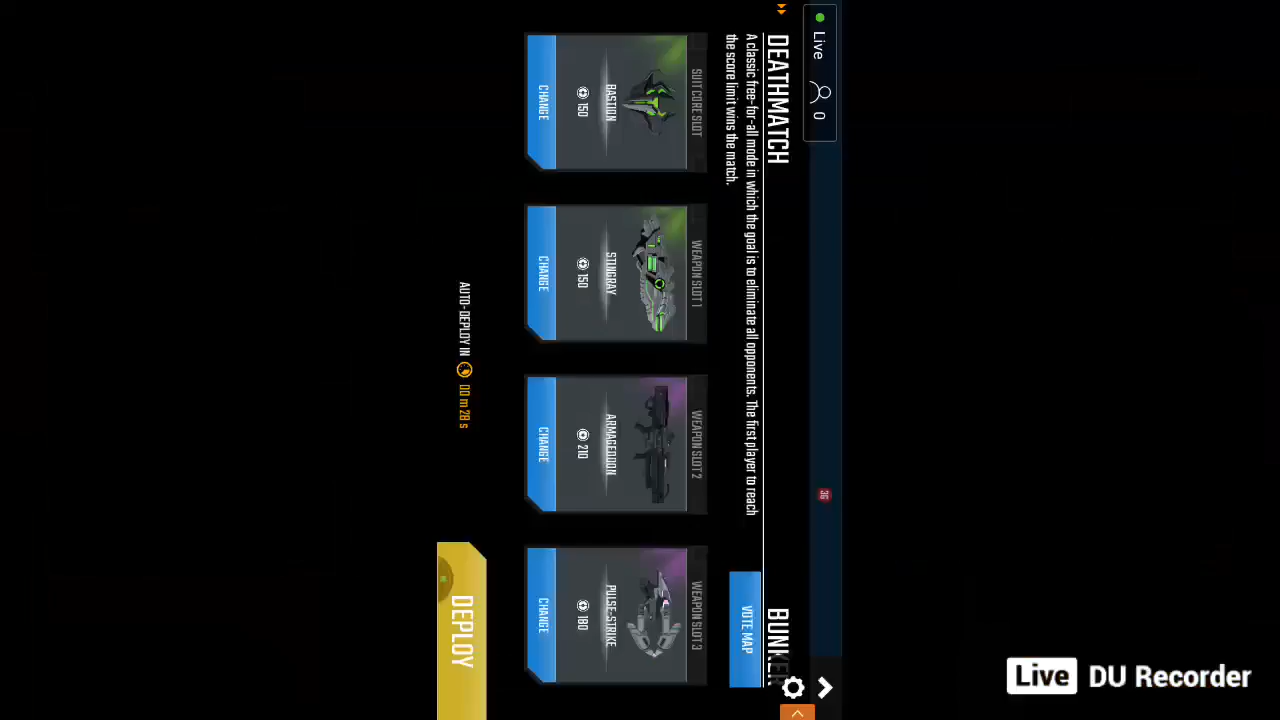 Live 0
DEATHMATCH
A classic free-for-all mode in which the goal is to eliminate all opponents. The first player to reach
the score limit wins the match.
BUNKER
VOTE MAP
SUIT CORE SLOT
BASTION
150
CHANGE
WEAPON SLOT 1
STINGRAY
150
CHANGE
WEAPON SLOT 2
ARMAGEDDON
210
CHANGE
WEAPON SLOT 3
PULSE-STRIKE
180
CHANGE
AUTO-DEPLOY IN 00 m 28 s
DEPLOY
36
Live DU Recorder